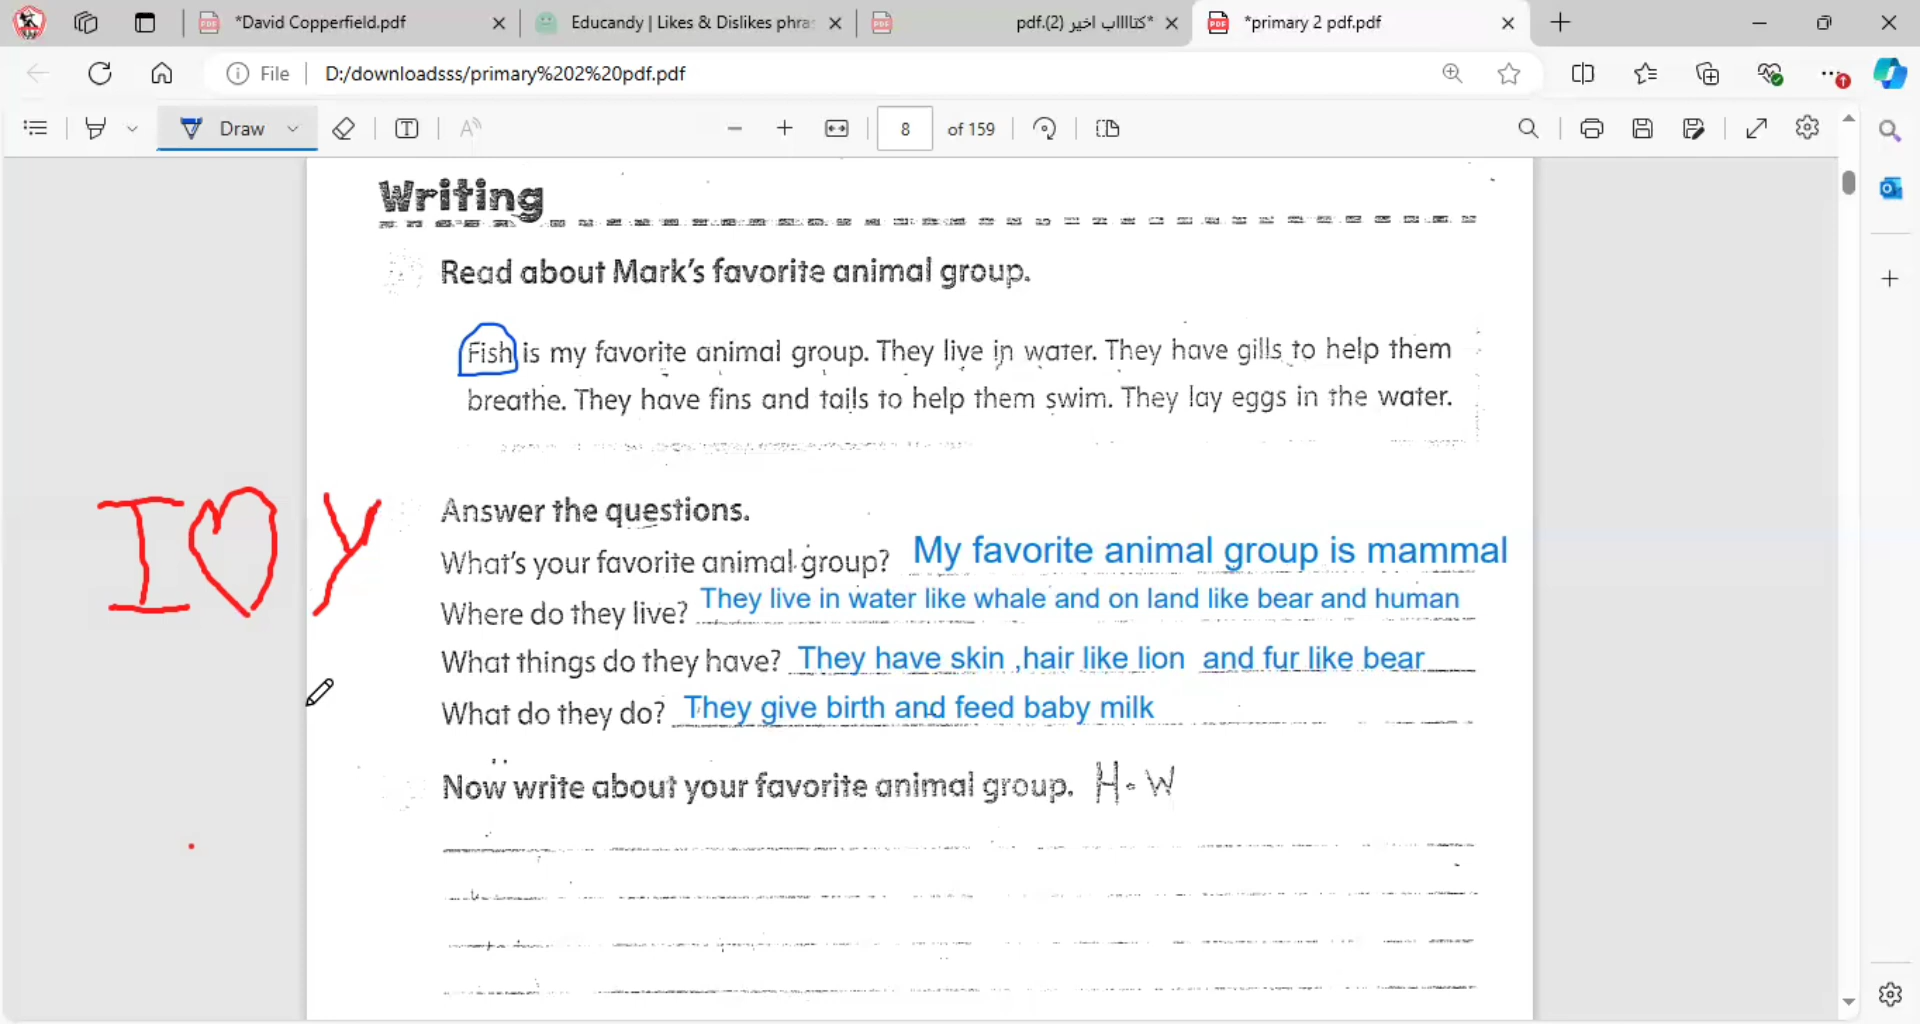 *David Copperfield.pdf
Educandy | Likes & Dislikes phra
*كتااااب اخير (2).pdf
*primary 2 pdf.pdf
File
D:/downloadsss/primary%202%20pdf.pdf
Draw
8 of 159
Writing
Read about Mark's favorite animal group.
Fish is my favorite animal group. They live in water. They have gills to help them
breathe. They have fins and tails to help them swim. They lay eggs in the water.
I Y
Answer the questions.
What's your favorite animal group? My favorite animal group is mammal
Where do they live? They live in water like whale and on land like bear and human
What things do they have? They have skin ,hair like lion and fur like bear
What do they do? They give birth and feed baby milk
Now write about your favorite animal group. H.W